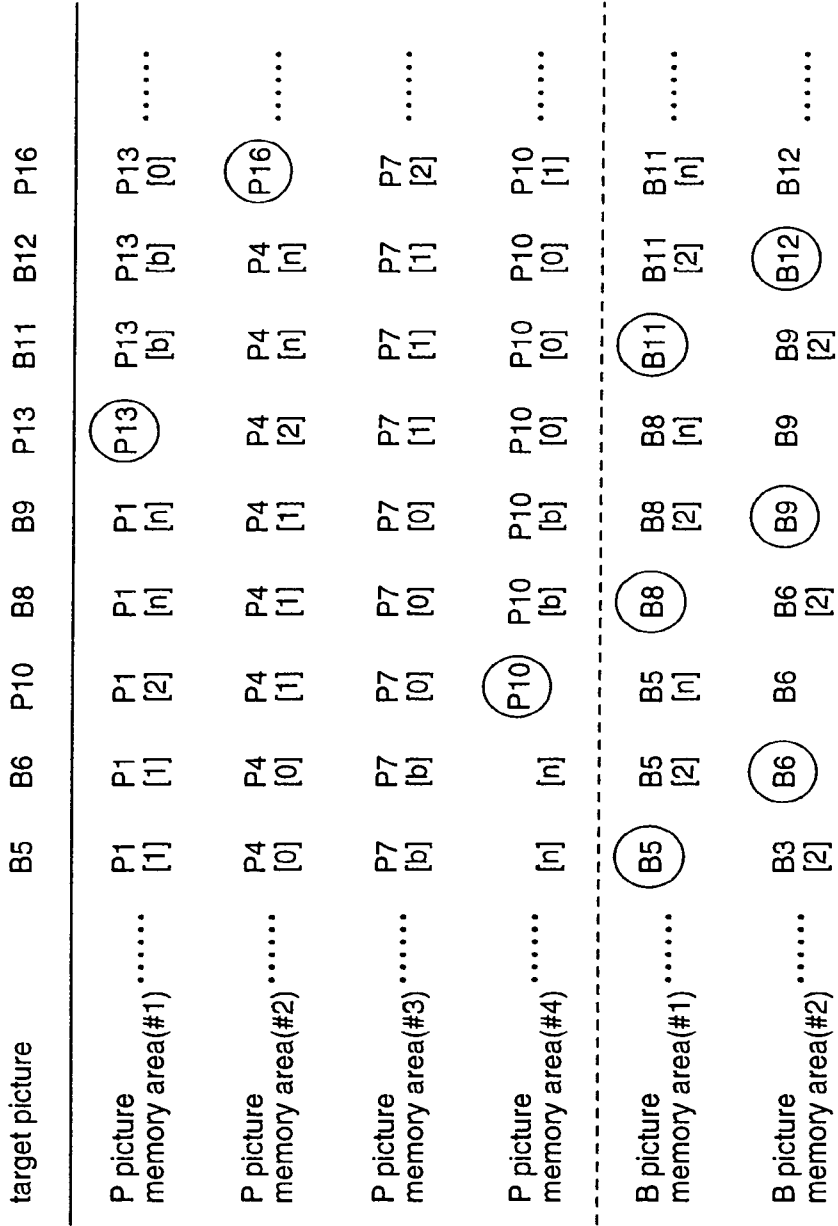 target picture B5 B6 P10 B8 B9 P13 B11 B12 P16
P picture P1 P1 P1 P1 P1 P13 P13 P13 P13
memory area(#1) ...... [1] [1] [2] [n] [n] [b] [b] [0] ......
P picture P4 P4 P4 P4 P4 P4 P4 P4 P16
memory area(#2) ...... [0] [0] [1] [1] [1] [2] [n] [n] ......
P picture P7 P7 P7 P7 P7 P7 P7 P7 P7
memory area(#3) ...... [b] [b] [0] [0] [0] [1] [1] [1] [2] ......
P picture P10 P10 P10 P10 P10 P10 P10
memory area(#4) ...... [n] [n] [b] [b] [0] [0] [0] [1] ......
B picture B5 B5 B5 B8 B8 B8 B11 B11 B11
memory area(#1) ...... [2] [n] [2] [n] [2] [n] ......
B picture B3 B6 B6 B6 B9 B9 B9 B12 B12
memory area(#2) ...... [2] [2] [2] ......